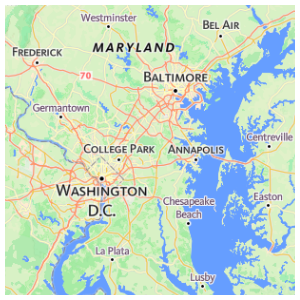 Westminster
BEL AIR
MARYLAND
FREDERICK
70
BALTIMORE
Germantown
Centreville
COLLEGE PARK
ANNAPOLIS
WASHINGTON
D.C.
Chesapeake
Beach
Easton
La Plata
Lusby